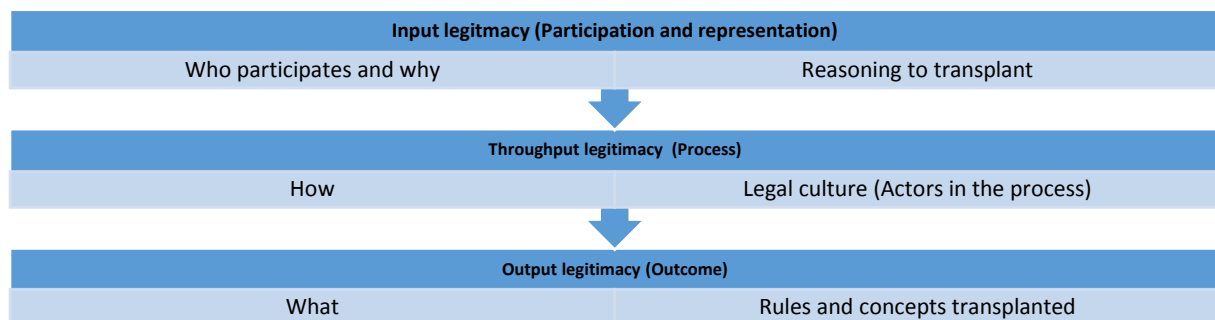 Input legitmacy (Participation and representation)
Who participates and why
Reasoning to transplant
Throughput legitimacy (Process)
How
Legal culture (Actors in the process)
Output legitimacy (Outcome)
What
Rules and concepts transplanted